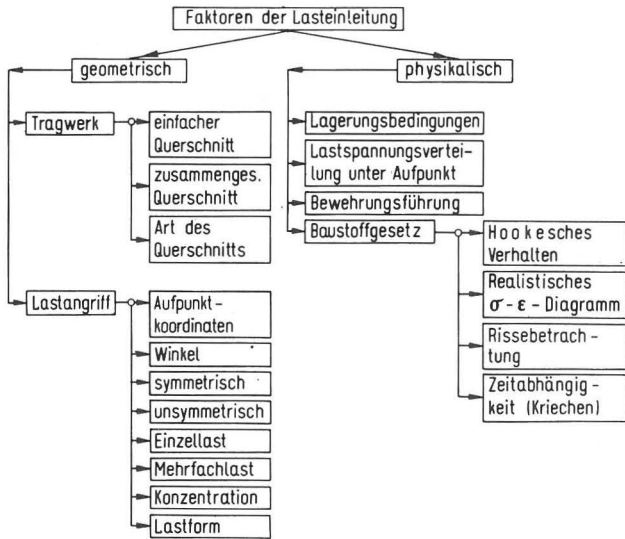 Faktoren der Lasteinleitung
geometrisch
physikalisch
Tragwerk
einfacher
Querschnitt
zusammenges.
Querschnitt
Art des
Querschnitts
Lastangriff
Aufpunkt-
koordinaten
Winkel
symmetrisch
unsymmetrisch
Einzellast
Mehrfachlast
Konzentration
Lastform
Lagerungsbedingungen
Lastspannungsvertei-
lung unter Aufpunkt
Bewehrungsführung
Baustoffgesetz
Hookesches
Verhalten
Realistisches
σ-ε-Diagramm
Rissebetrach-
tung
Zeitabhängig-
keit (Kriechen)